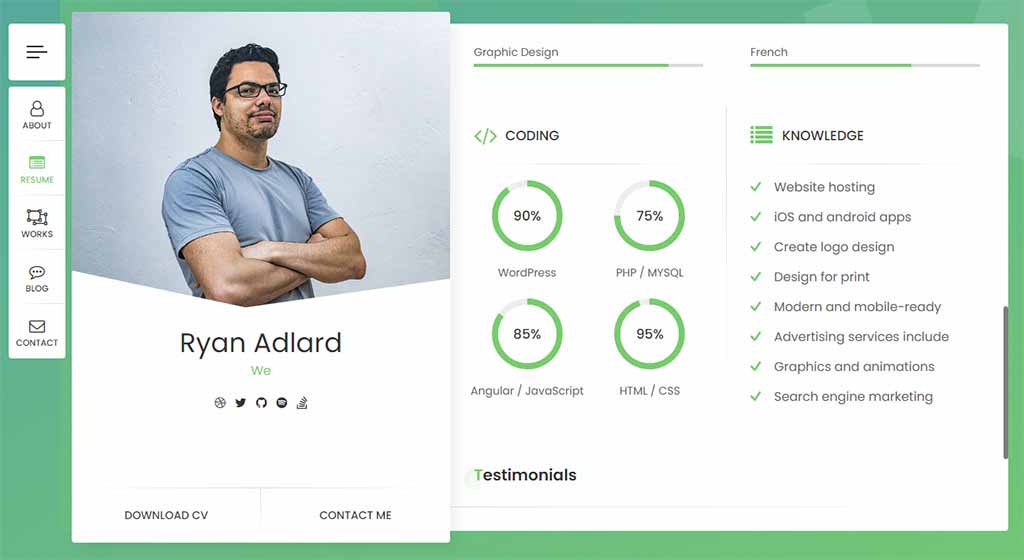 ABOUT
RESUME
WORKS
BLOG
CONTACT
Ryan Adlard
We
DOWNLOAD CV
CONTACT ME
Graphic Design
French
CODING
90%
75%
WordPress
PHP / MYSQL
85%
95%
Angular / JavaScript
HTML / CSS
KNOWLEDGE
Website hosting
iOS and android apps
Create logo design
Design for print
Modern and mobile-ready
Advertising services include
Graphics and animations
Search engine marketing
Testimonials